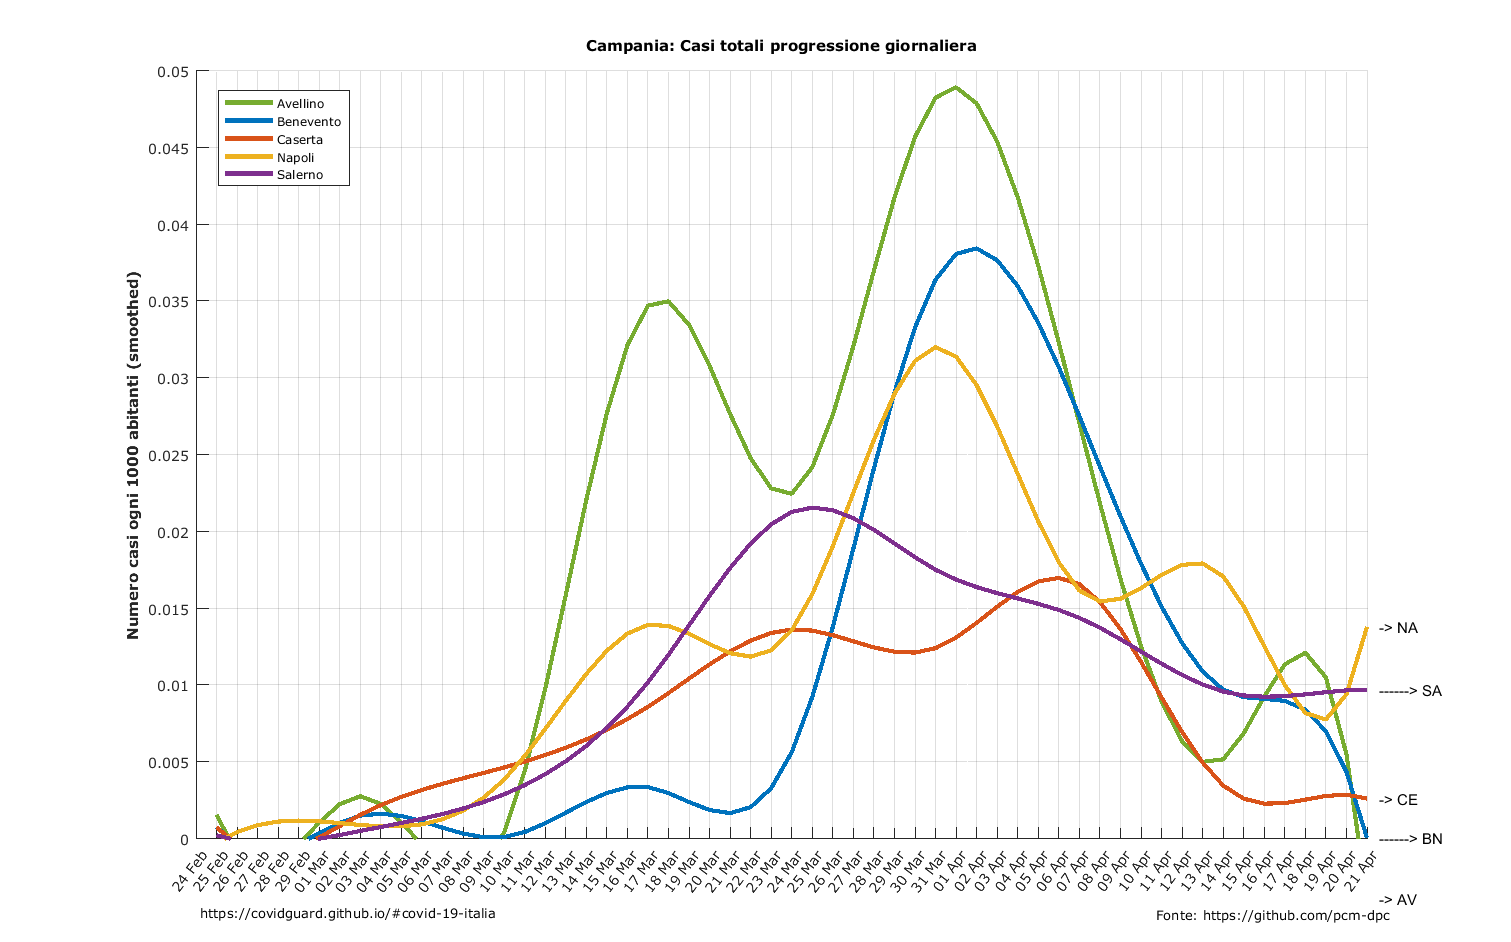 Campania: Casi totali progressione giornaliera
Numero casi ogni 1000 abitanti (smoothed)
0.05
0.045
0.04
0.035
0.03
0.025
0.02
0.015
0.01
0.005
0
Avellino
Benevento
Caserta
Napoli
Salerno
-> NA
------> SA
-> CE
------> BN
-> AV
24 Feb
25 Feb
26 Feb
27 Feb
28 Feb
29 Feb
01 Mar
02 Mar
03 Mar
04 Mar
05 Mar
06 Mar
07 Mar
08 Mar
09 Mar
10 Mar
11 Mar
12 Mar
13 Mar
14 Mar
15 Mar
16 Mar
17 Mar
18 Mar
19 Mar
20 Mar
21 Mar
22 Mar
23 Mar
24 Mar
25 Mar
26 Mar
27 Mar
28 Mar
29 Mar
30 Mar
31 Mar
01 Apr
02 Apr
03 Apr
04 Apr
05 Apr
06 Apr
07 Apr
08 Apr
09 Apr
10 Apr
11 Apr
12 Apr
13 Apr
14 Apr
15 Apr
16 Apr
17 Apr
18 Apr
19 Apr
20 Apr
21 Apr
https://covidguard.github.io/#covid-19-italia
Fonte: https://github.com/pcm-dpc